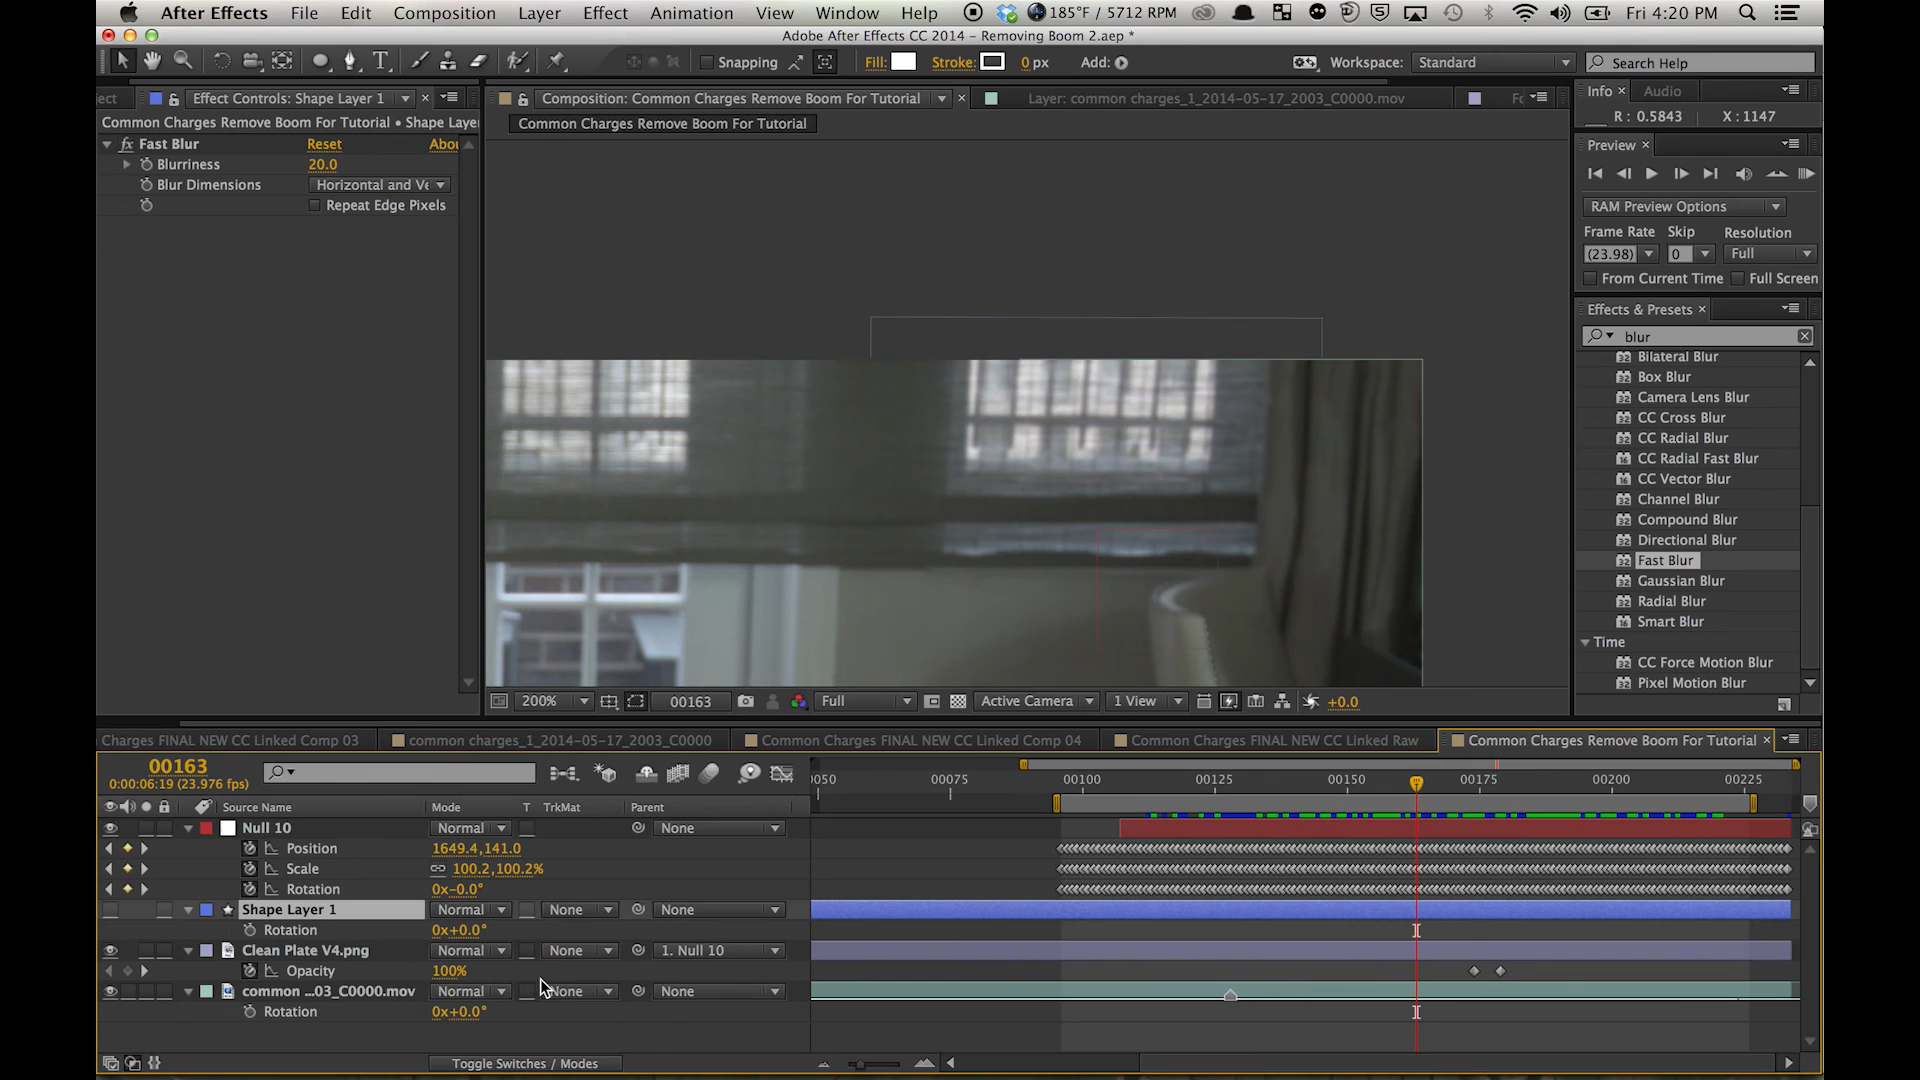 After Effects File Edit Composition Layer Effect Animation View Window Help 185°F / 5712 RPM Fri 4:20 PM
Adobe After Effects CC 2014 – Removing Boom 2.aep *
Snapping Fill: Stroke: 0 px Add: Workspace: Standard Search Help
ect Effect Controls: Shape Layer 1 × Composition: Common Charges Remove Boom For Tutorial × Layer: common charges_1_2014-05-17_2003_C0000.mov Fo Info × Audio
Common Charges Remove Boom For Tutorial • Shape Laye
Common Charges Remove Boom For Tutorial
R : 0.5843 X : 1147
fx Fast Blur Reset Abou
Blurriness 20.0
Blur Dimensions Horizontal and Ve
Repeat Edge Pixels
Preview ×
RAM Preview Options
Frame Rate Skip Resolution
(23.98) 0 Full
From Current Time Full Screen
Effects & Presets ×
blur
Bilateral Blur
Box Blur
Camera Lens Blur
CC Cross Blur
CC Radial Blur
CC Radial Fast Blur
CC Vector Blur
Channel Blur
Compound Blur
Directional Blur
Fast Blur
Gaussian Blur
Radial Blur
Smart Blur
Time
CC Force Motion Blur
Pixel Motion Blur
200% 00163 Full Active Camera 1 View +0.0
Charges FINAL NEW CC Linked Comp 03 common charges_1_2014-05-17_2003_C0000 Common Charges FINAL NEW CC Linked Comp 04 Common Charges FINAL NEW CC Linked Raw Common Charges Remove Boom For Tutorial ×
00163
0:00:06:19 (23.976 fps)
0050 00075 00100 00125 00150 00175 00200 00225
Source Name Mode T TrkMat Parent
Null 10 Normal None
Position 1649.4,141.0
Scale 100.2,100.2%
Rotation 0x-0.0°
Shape Layer 1 Normal None None
Rotation 0x+0.0°
Clean Plate V4.png Normal None 1. Null 10
Opacity 100%
common ...03_C0000.mov Normal None None
Rotation 0x+0.0°
Toggle Switches / Modes